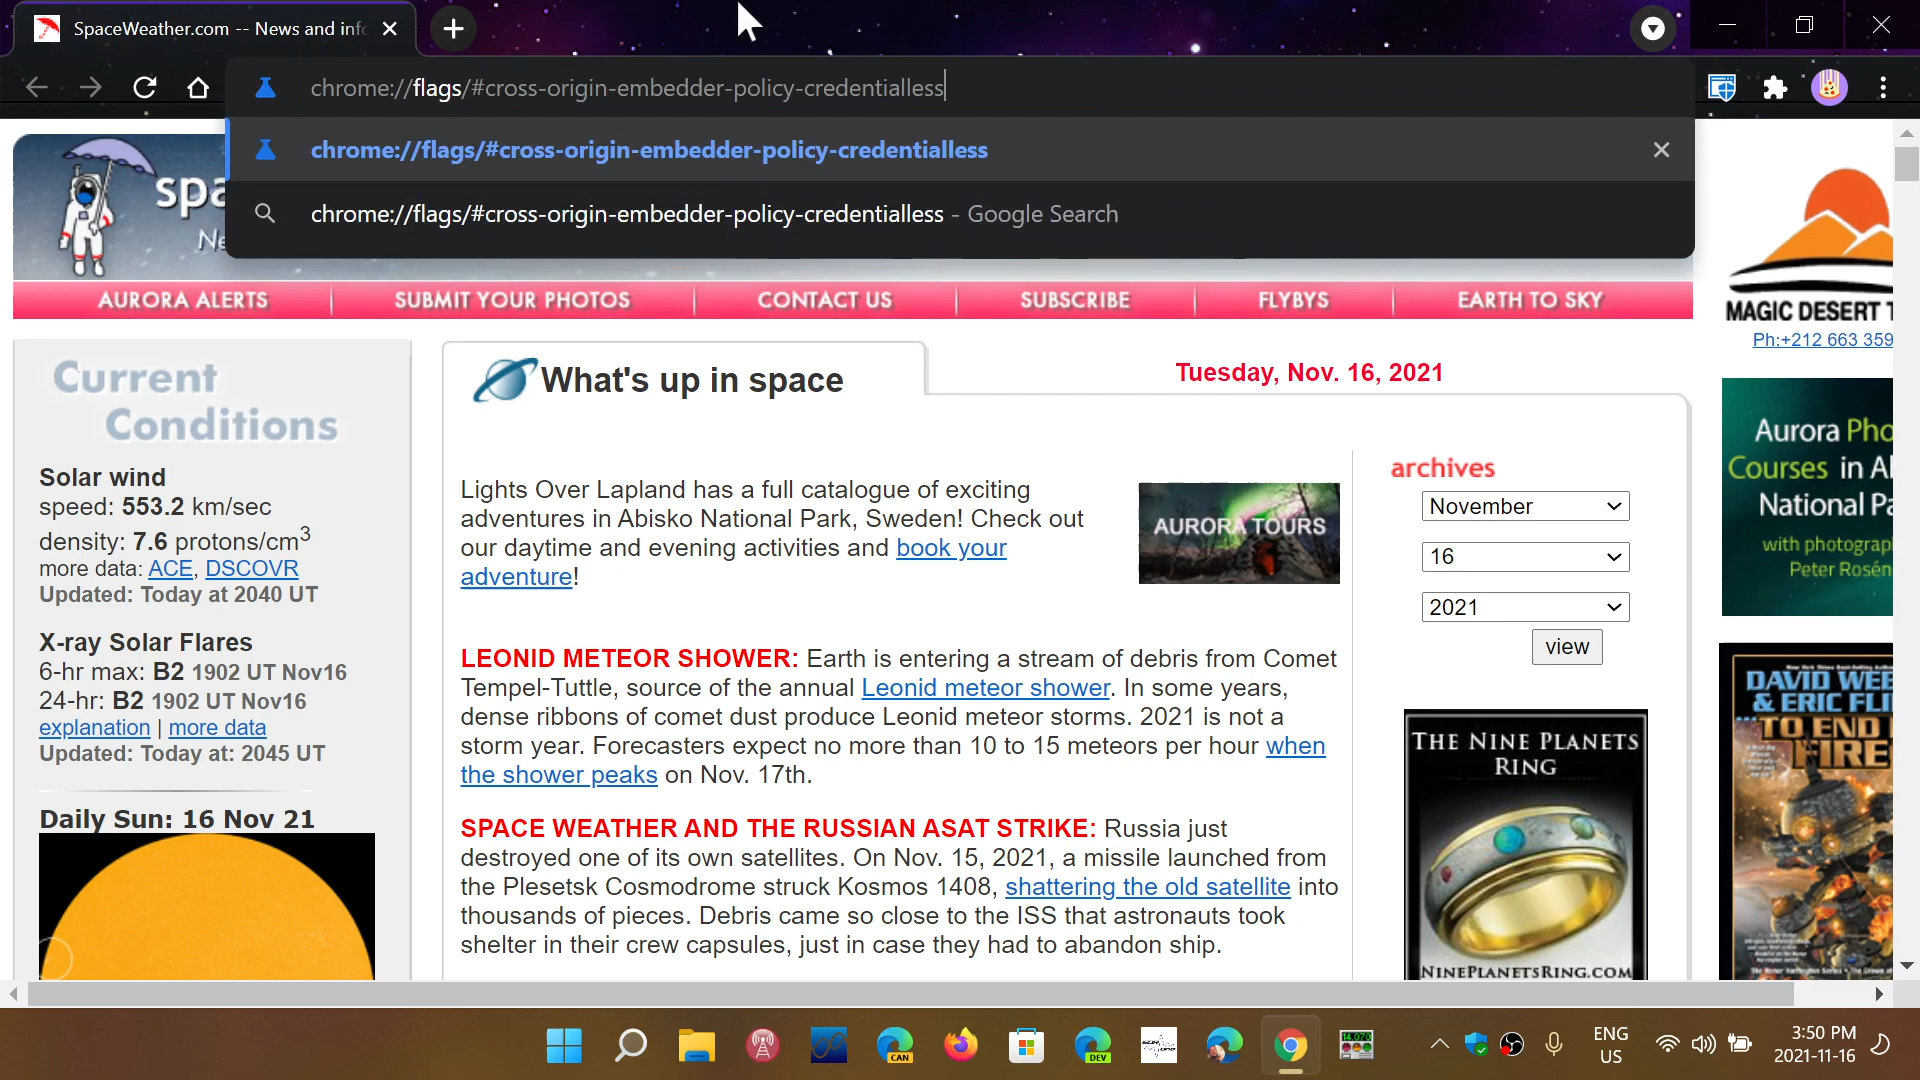 SpaceWeather.com -- News and info
chrome://flags/#cross-origin-embedder-policy-credentialless
chrome://flags/#cross-origin-embedder-policy-credentialless
chrome://flags/#cross-origin-embedder-policy-credentialless - Google Search
spa
Ne
AURORA ALERTS
SUBMIT YOUR PHOTOS
CONTACT US
SUBSCRIBE
FLYBYS
EARTH TO SKY
Current
Conditions
Solar wind
speed: 553.2 km/sec
density: 7.6 protons/cm3
more data: ACE, DSCOVR
Updated: Today at 2040 UT
X-ray Solar Flares
6-hr max: B2 1902 UT Nov16
24-hr: B2 1902 UT Nov16
explanation | more data
Updated: Today at: 2045 UT
Daily Sun: 16 Nov 21
What's up in space
Tuesday, Nov. 16, 2021
Lights Over Lapland has a full catalogue of exciting
adventures in Abisko National Park, Sweden! Check out
our daytime and evening activities and book your
adventure!
AURORA TOURS
LEONID METEOR SHOWER: Earth is entering a stream of debris from Comet
Tempel-Tuttle, source of the annual Leonid meteor shower. In some years,
dense ribbons of comet dust produce Leonid meteor storms. 2021 is not a
storm year. Forecasters expect no more than 10 to 15 meteors per hour when
the shower peaks on Nov. 17th.
SPACE WEATHER AND THE RUSSIAN ASAT STRIKE: Russia just
destroyed one of its own satellites. On Nov. 15, 2021, a missile launched from
the Plesetsk Cosmodrome struck Kosmos 1408, shattering the old satellite into
thousands of pieces. Debris came so close to the ISS that astronauts took
shelter in their crew capsules, just in case they had to abandon ship.
archives
November
16
2021
view
THE NINE PLANETS
RING
NINEPLANETSRING.COM
MAGIC DESERT T
Ph:+212 663 359
Aurora Pho
Courses in Al
National Pa
with photograp
Peter Rosén
DAVID WEB
& ERIC FLI
TO END
FIRE
CAN
DEV
ENG
US
3:50 PM
2021-11-16